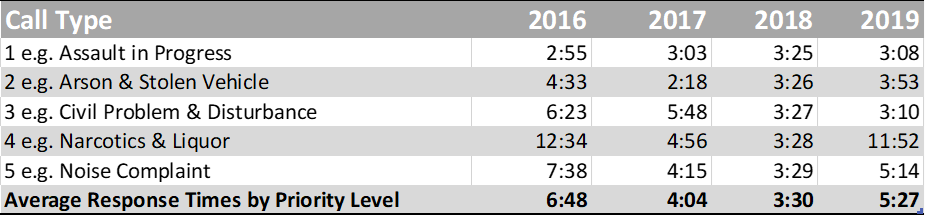 Call Type 2016 2017 2018 2019
1 e.g. Assault in Progress 2:55 3:03 3:25 3:08
2 e.g. Arson & Stolen Vehicle 4:33 2:18 3:26 3:53
3 e.g. Civil Problem & Disturbance 6:23 5:48 3:27 3:10
4 e.g. Narcotics & Liquor 12:34 4:56 3:28 11:52
5 e.g. Noise Complaint 7:38 4:15 3:29 5:14
Average Response Times by Priority Level 6:48 4:04 3:30 5:27